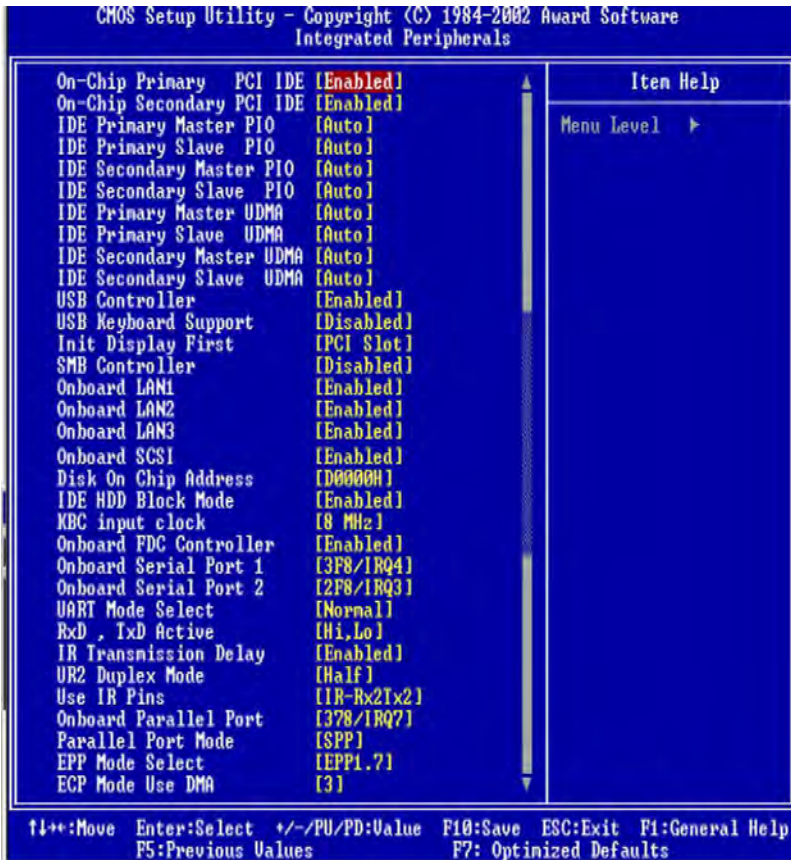 CMOS Setup Utility - Copyright (C) 1984-2002 Award Software
Integrated Peripherals
On-Chip Primary PCI IDE [Enabled]
On-Chip Secondary PCI IDE [Enabled]
IDE Primary Master PIO [Auto]
IDE Primary Slave PIO [Auto]
IDE Secondary Master PIO [Auto]
IDE Secondary Slave PIO [Auto]
IDE Primary Master UDMA [Auto]
IDE Primary Slave UDMA [Auto]
IDE Secondary Master UDMA [Auto]
IDE Secondary Slave UDMA [Auto]
USB Controller [Enabled]
USB Keyboard Support [Disabled]
Init Display First [PCI Slot]
SMB Controller [Disabled]
Onboard LAN1 [Enabled]
Onboard LAN2 [Enabled]
Onboard LAN3 [Enabled]
Onboard SCSI [Enabled]
Disk On Chip Address [D0000H]
IDE HDD Block Mode [Enabled]
KBC input clock [8 MHz]
Onboard FDC Controller [Enabled]
Onboard Serial Port 1 [3F8/IRQ4]
Onboard Serial Port 2 [2F8/IRQ3]
UART Mode Select [Normal]
RxD , TxD Active [Hi,Lo]
IR Transmission Delay [Enabled]
UR2 Duplex Mode [Half]
Use IR Pins [IR-Rx2Tx2]
Onboard Parallel Port [378/IRQ7]
Parallel Port Mode [SPP]
EPP Mode Select [EPP1.7]
ECP Mode Use DMA [3]
Item Help
Menu Level ►
↑↓→←:Move Enter:Select +/-/PU/PD:Value F10:Save ESC:Exit F1:General Help
F5:Previous Values F7: Optimized Defaults